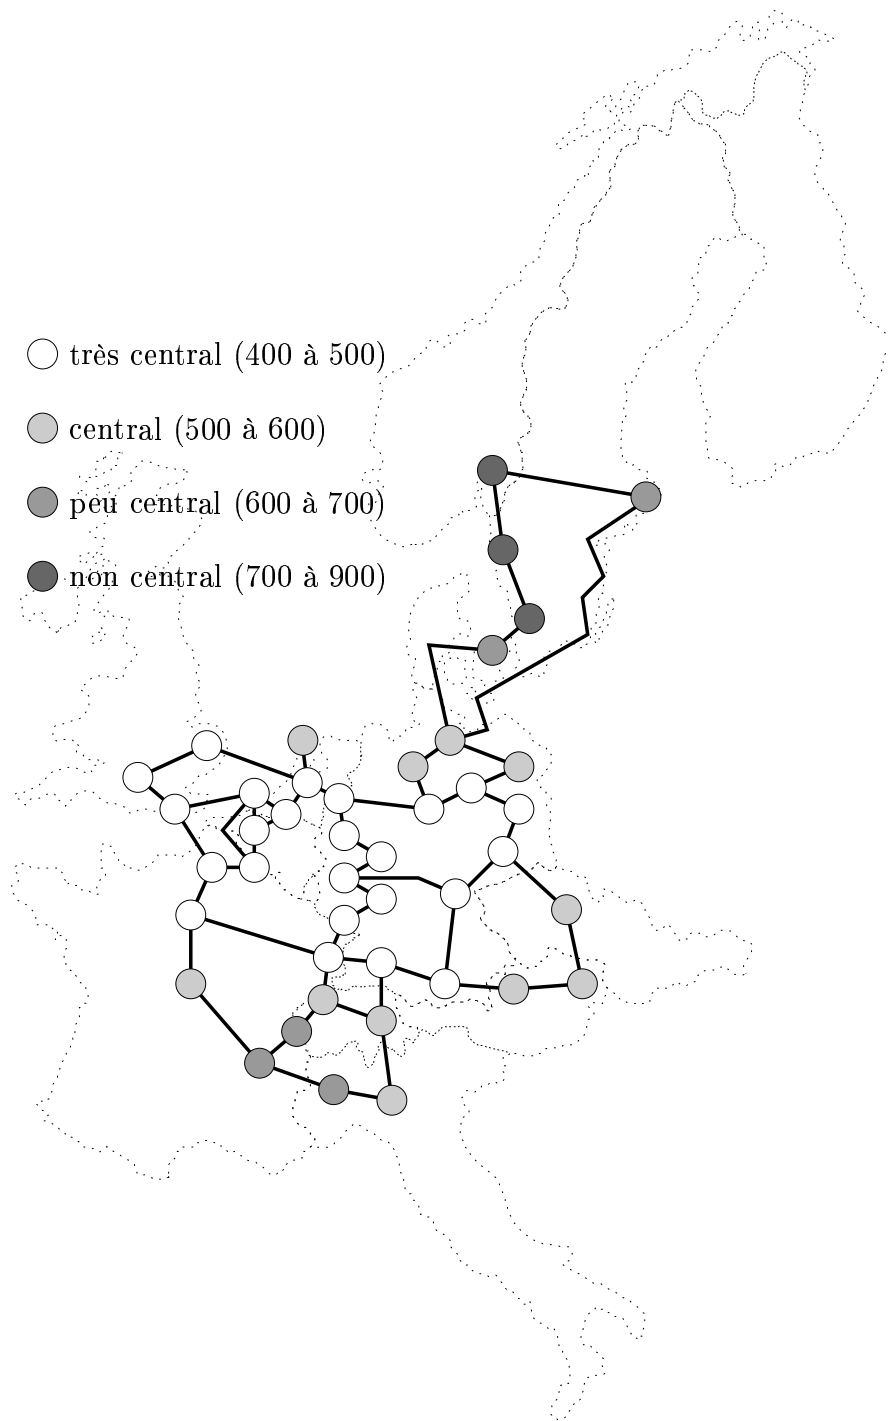 très central (400 à 500)
central (500 à 600)
peu central (600 à 700)
non central (700 à 900)